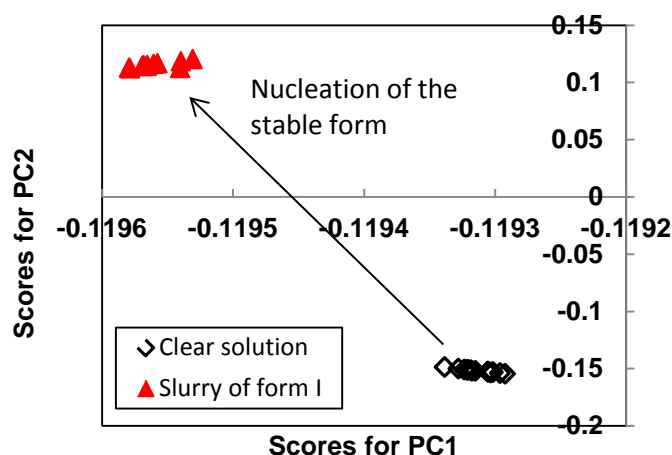 0.15
0.1
Nucleation of the
stable form
0.05
0
-0.1196 -0.1195 -0.1194 -0.1193 -0.1192
-0.05
-0.1
Clear solution
-0.15
Slurry of form I
-0.2
Scores for PC2
Scores for PC1